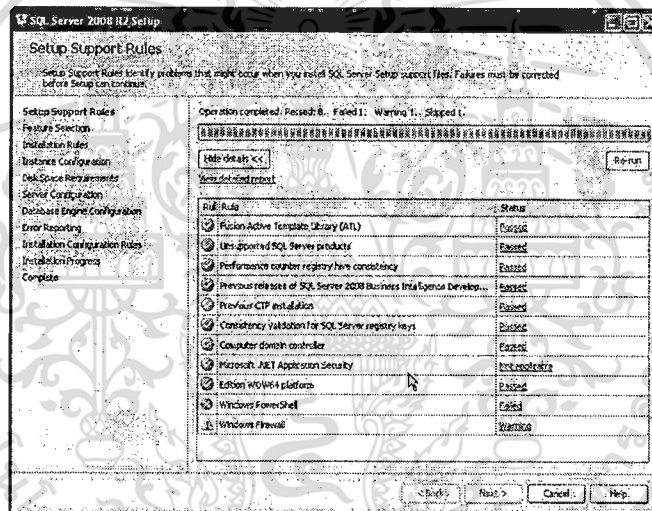 SQL Server 2008 R2 Setup
Setup Support Rules
Setup Support Rules identify problems that might occur when you install SQL Server Setup support files. Failures must be corrected
before Setup can continue.
Setup Support Rules
Feature Selection
Installation Rules
Instance Configuration
Disk Space Requirements
Server Configuration
Database Engine Configuration
Error Reporting
Installation Configuration Rules
Installation Progress
Complete
Operation completed. Passed: 8. Failed 1. Warning 1. Skipped 1.
Hide details <<
Re-run
View detailed report
Rul Rule Status
Fusion Active Template Library (ATL) Passed
Unsupported SQL Server products Passed
Performance counter registry hive consistency Passed
Previous releases of SQL Server 2008 Business Intelligence Develop... Passed
Previous CTP installation Passed
Consistency validation for SQL Server registry keys Passed
Computer domain controller Passed
Microsoft .NET Application Security Not applicable
Edition WOW64 platform Passed
Windows PowerShell Failed
Windows Firewall Warning
< Back Next > Cancel Help